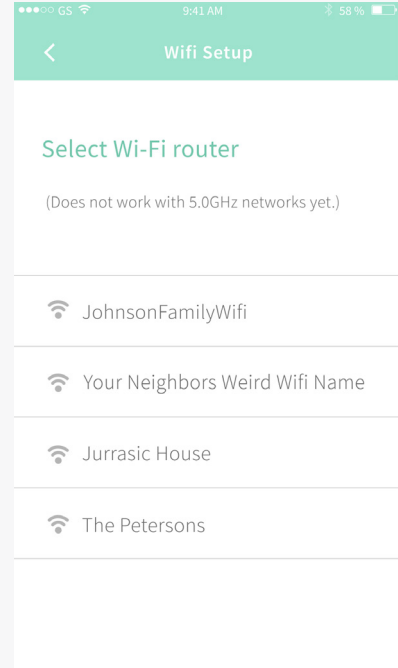 GS 9:41 AM 58 %
Wifi Setup
Select Wi-Fi router
(Does not work with 5.0GHz networks yet.)
JohnsonFamilyWifi
Your Neighbors Weird Wifi Name
Jurrasic House
The Petersons